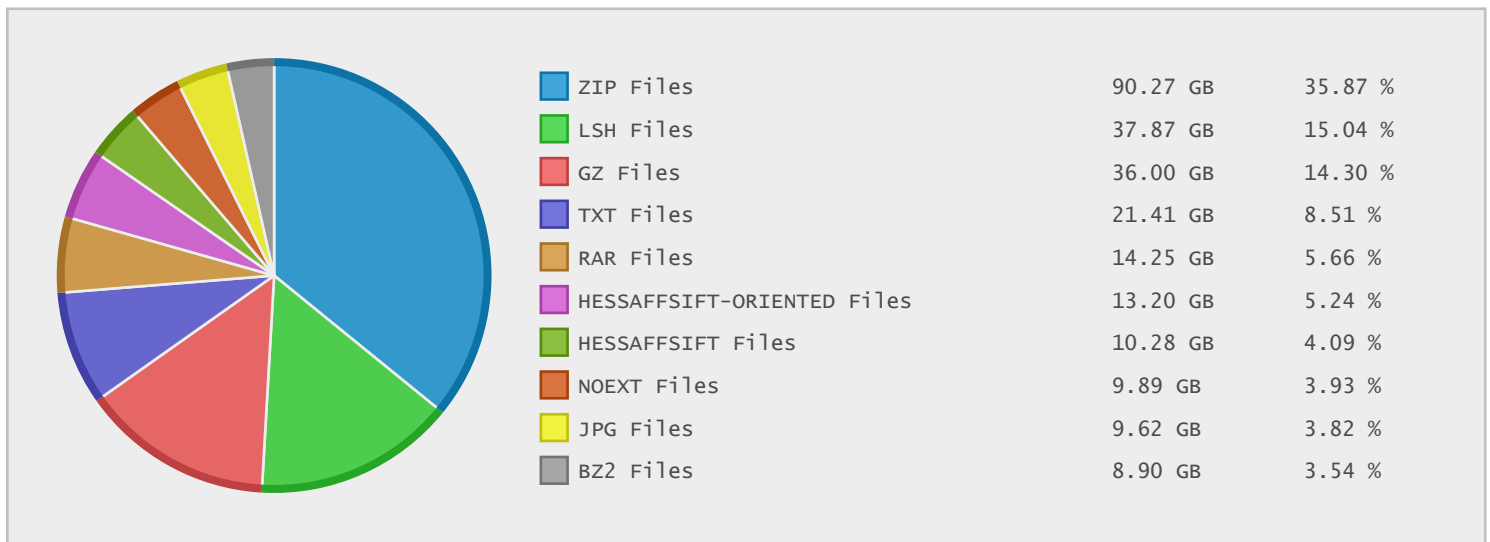 ZIP Files 90.27 GB 35.87 %
LSH Files 37.87 GB 15.04 %
GZ Files 36.00 GB 14.30 %
TXT Files 21.41 GB 8.51 %
RAR Files 14.25 GB 5.66 %
HESSAFFSIFT-ORIENTED Files 13.20 GB 5.24 %
HESSAFFSIFT Files 10.28 GB 4.09 %
NOEXT Files 9.89 GB 3.93 %
JPG Files 9.62 GB 3.82 %
BZ2 Files 8.90 GB 3.54 %